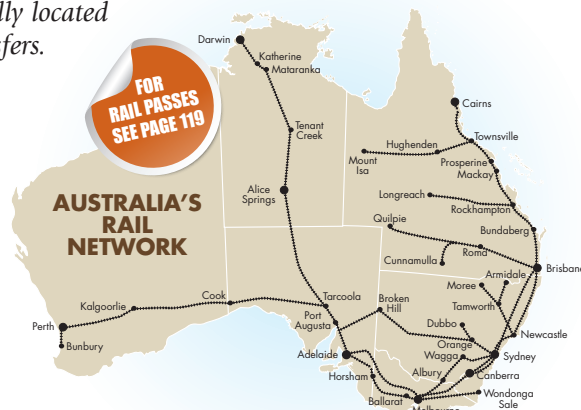 lly located
fers.
FOR
RAIL PASSES
SEE PAGE 119
AUSTRALIA'S
RAIL
NETWORK
Darwin
Katherine
Mataranka
Cairns
Tenant
Creek
Townsville
Hughenden
Mount
Isa
Prosperine
Mackay
Alice
Springs
Longreach
Rockhampton
Quilpie
Bundaberg
Roma
Cunnamulla
Brisbane
Armidale
Moree
Cook
Tarcoola
Broken
Hill
Tamworth
Kalgoorlie
Port
Augusta
Dubbo
Newcastle
Perth
Orange
Bunbury
Adelaide
Wagga
Sydney
Horsham
Albury
Canberra
Ballarat
Wondonga
Sale
Melbourne